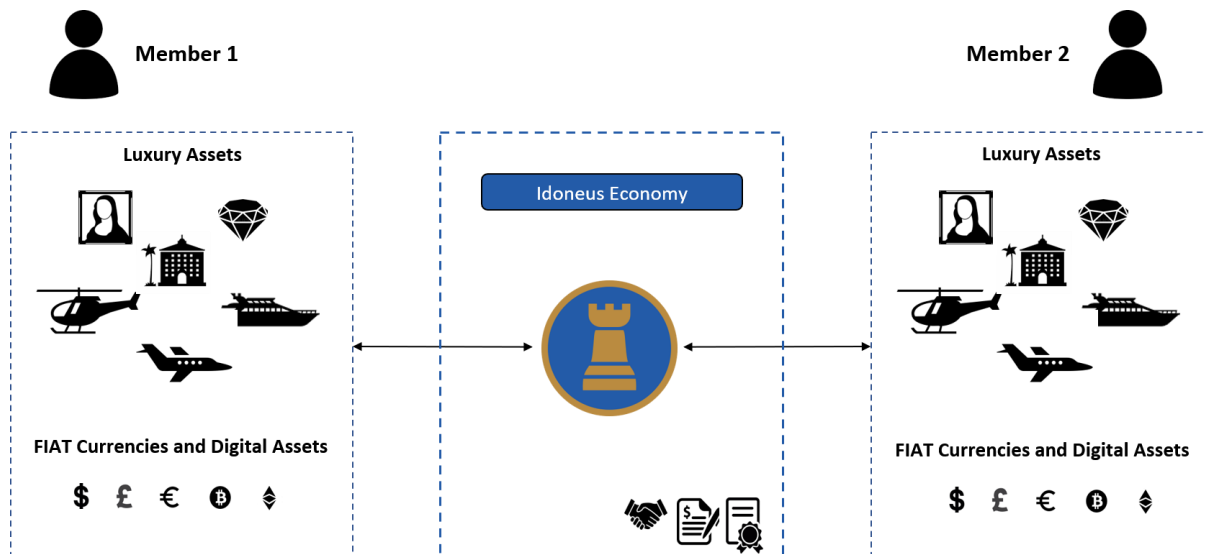 Member 1
Member 2
Luxury Assets
Idoneus Economy
Luxury Assets
FIAT Currencies and Digital Assets
$ £ € ₿
FIAT Currencies and Digital Assets
$ £ € ₿
$